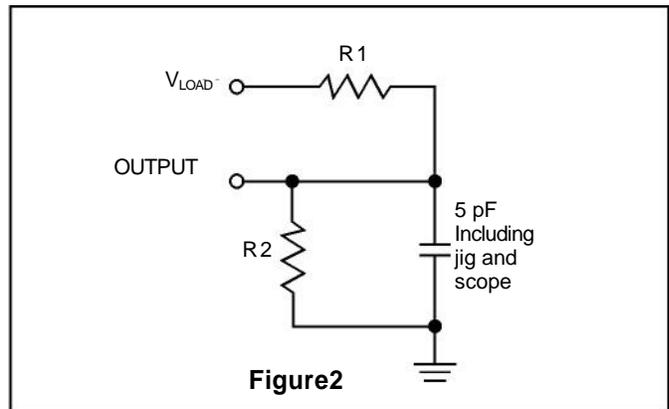 R1
VLOAD
OUTPUT
5 pF
Including
jig and
scope
R2
Figure2